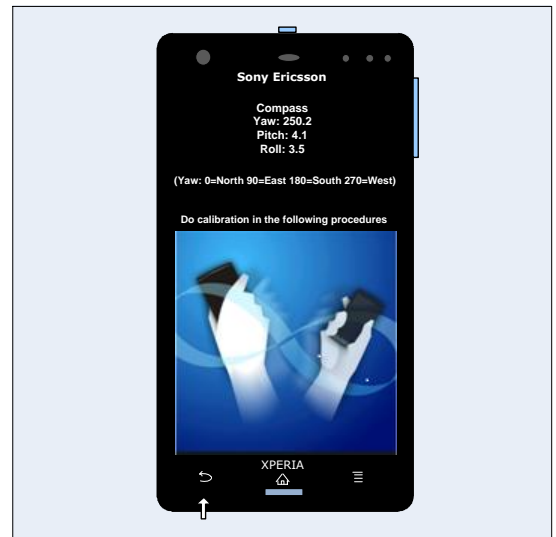 Sony Ericsson
Compass
Yaw: 250.2
Pitch: 4.1
Roll: 3.5
(Yaw: 0=North 90=East 180=South 270=West)
Do calibration in the following procedures
XPERIA